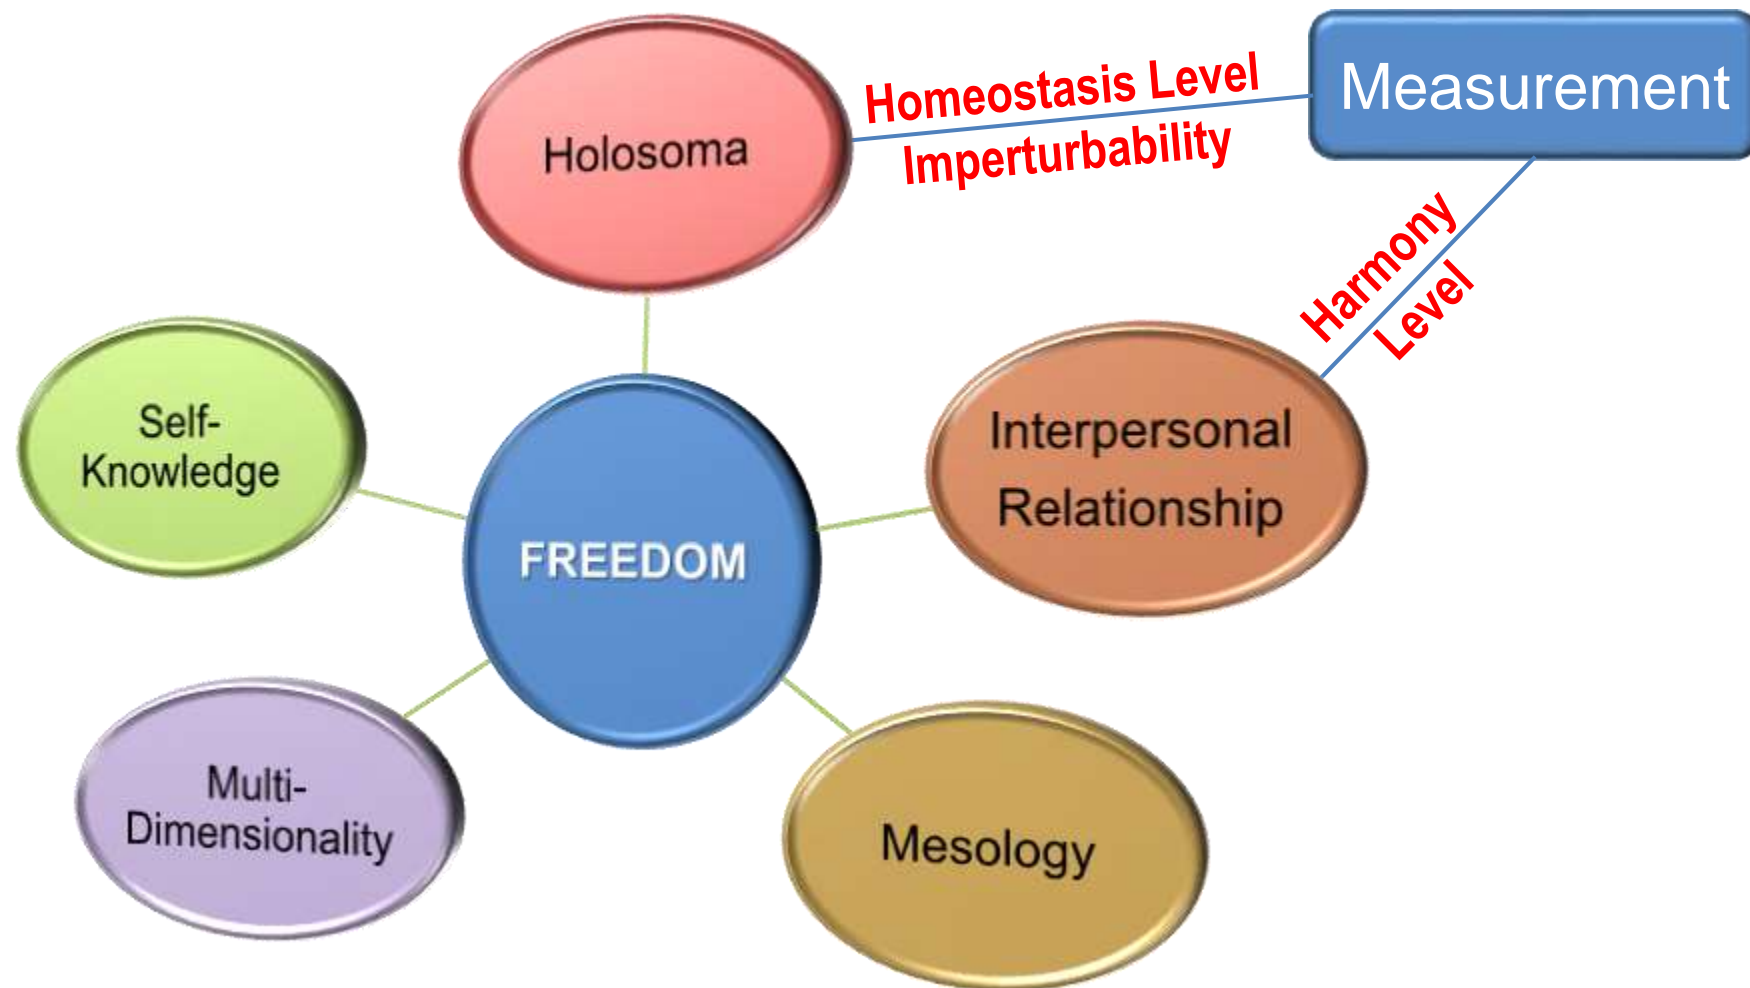 Holosoma
Homeostasis Level
Imperturbability
Measurement
Harmony
Level
Self-
Knowledge
Interpersonal
Relationship
FREEDOM
Multi-
Dimensionality
Mesology